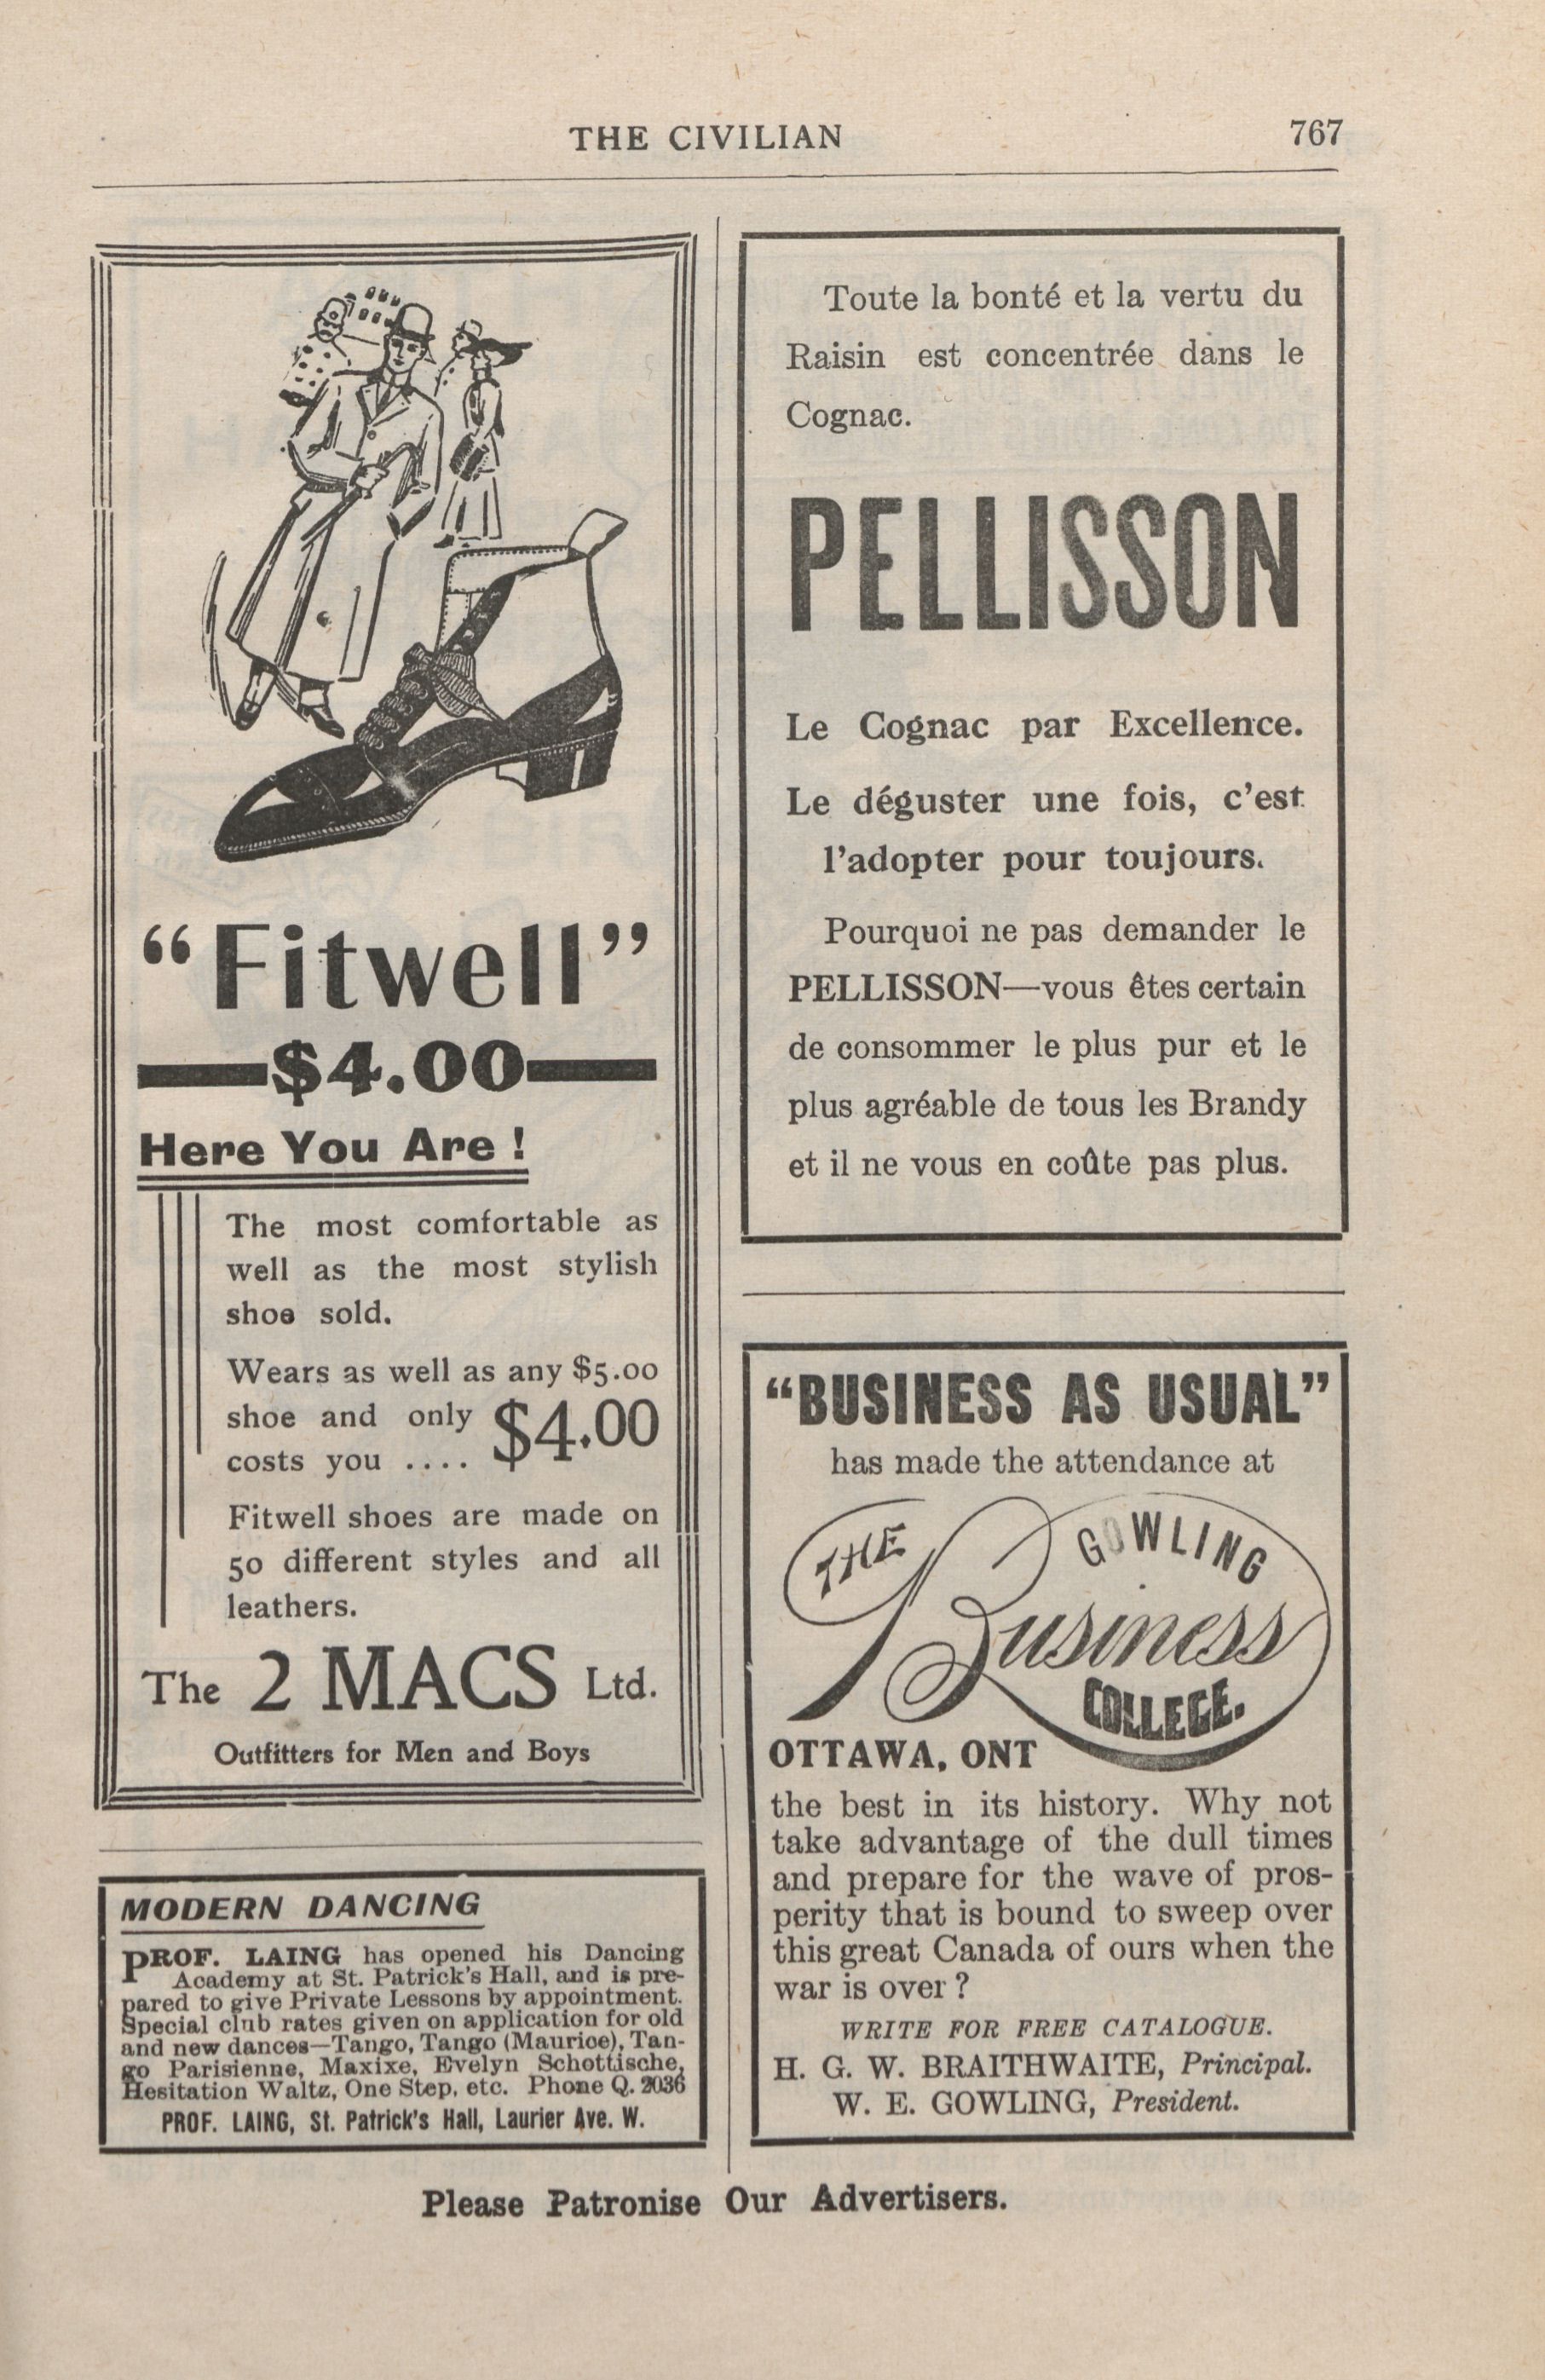 THE CIVILIAN
767
"Fitwell"
$4.00
Here You Are !
The most comfortable as
well as the most stylish
shoe sold.
Wears as well as any $5.00
shoe and only $4.00
costs you ....
Fitwell shoes are made on
50 different styles and all
leathers.
The 2 MACS Ltd.
Outfitters for Men and Boys
MODERN DANCING
PROF. LAING has opened his Dancing
Academy at St. Patrick's Hall, and is pre-
pared to give Private Lessons by appointment.
Special club rates given on application for old
and new dances—Tango, Tango (Maurice), Tan-
go Parisienne, Maxixe, Evelyn Schottische,
Hesitation Waltz, One Step, etc. Phone Q. 2036
PROF. LAING, St. Patrick's Hall, Laurier Ave. W.
Toute la bonté et la vertu du
Raisin est concentrée dans le
Cognac.
PELLISSON
Le Cognac par Excellence.
Le déguster une fois, c'est
l'adopter pour toujours.
Pourquoi ne pas demander le
PELLISSON—vous êtes certain
de consommer le plus pur et le
plus agréable de tous les Brandy
et il ne vous en coûte pas plus.
"BUSINESS AS USUAL"
has made the attendance at
THE GOWLING
Business
COLLEGE.
OTTAWA, ONT
the best in its history. Why not
take advantage of the dull times
and prepare for the wave of pros-
perity that is bound to sweep over
this great Canada of ours when the
war is over ?
WRITE FOR FREE CATALOGUE.
H. G. W. BRAITHWAITE, Principal.
W. E. GOWLING, President.
Please Patronise Our Advertisers.